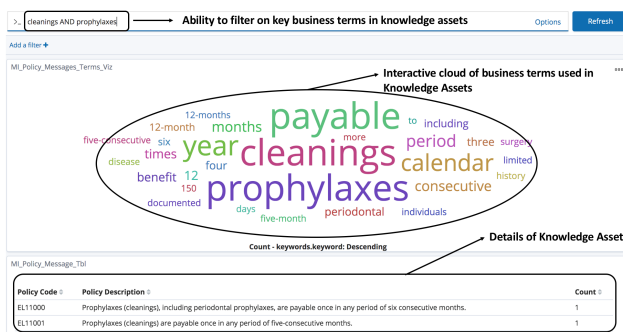 >_ cleanings AND prophylaxes
Ability to filter on key business terms in knowledge assets
Options
Refresh
Add a filter +
MI_Policy_Messages_Terms_Viz
Interactive cloud of business terms used in
Knowledge Assets
12-months
payable
to
including
12-month
months
more
period
three
surgery
five-consecutive
six
year
cleanings
calendar
limited
disease
times
four
history
benefit
12
prophylaxes
consecutive
150
documented
days
periodontal
individuals
five-month
Count - keywords.keyword: Descending
Details of Knowledge Asset
MI_Policy_Message_Tbl
Policy Code Policy Description Count
EL11000 Prophylaxes (cleanings), including periodontal prophylaxes, are payable once in any period of six consecutive months. 1
EL11001 Prophylaxes (cleanings) are payable once in any period of five-consecutive months. 1